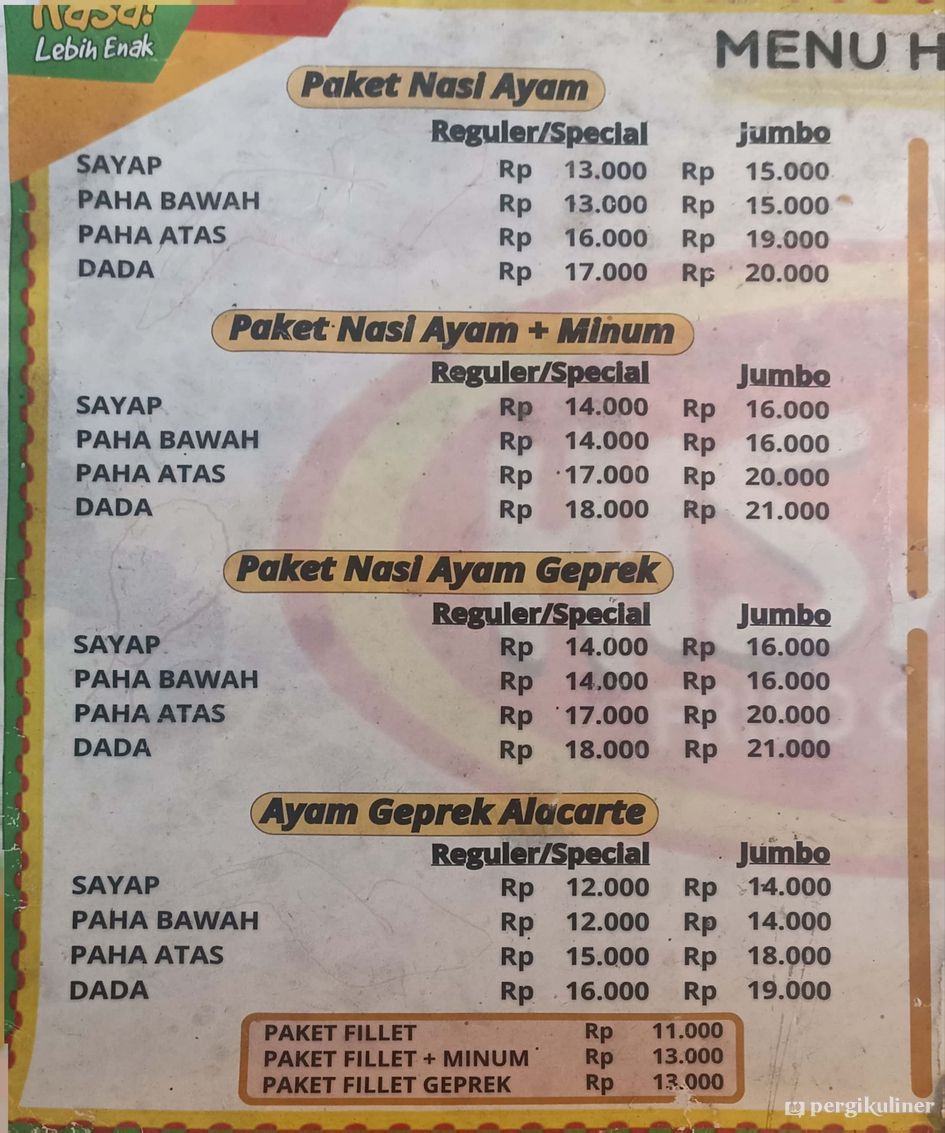 Rasa!
Lebih Enak
MENU H
Paket Nasi Ayam
Reguler/Special Jumbo
SAYAP Rp 13.000 Rp 15.000
PAHA BAWAH Rp 13.000 Rp 15.000
PAHA ATAS Rp 16.000 Rp 19.000
DADA Rp 17.000 Rp 20.000
Paket Nasi Ayam + Minum
Reguler/Special Jumbo
SAYAP Rp 14.000 Rp 16.000
PAHA BAWAH Rp 14.000 Rp 16.000
PAHA ATAS Rp 17.000 Rp 20.000
DADA Rp 18.000 Rp 21.000
Paket Nasi Ayam Geprek
Reguler/Special Jumbo
SAYAP Rp 14.000 Rp 16.000
PAHA BAWAH Rp 14.000 Rp 16.000
PAHA ATAS Rp 17.000 Rp 20.000
DADA Rp 18.000 Rp 21.000
Ayam Geprek Alacarte
Reguler/Special Jumbo
SAYAP Rp 12.000 Rp 14.000
PAHA BAWAH Rp 12.000 Rp 14.000
PAHA ATAS Rp 15.000 Rp 18.000
DADA Rp 16.000 Rp 19.000
PAKET FILLET Rp 11.000
PAKET FILLET + MINUM Rp 13.000
PAKET FILLET GEPREK Rp 13.000
pergikuliner